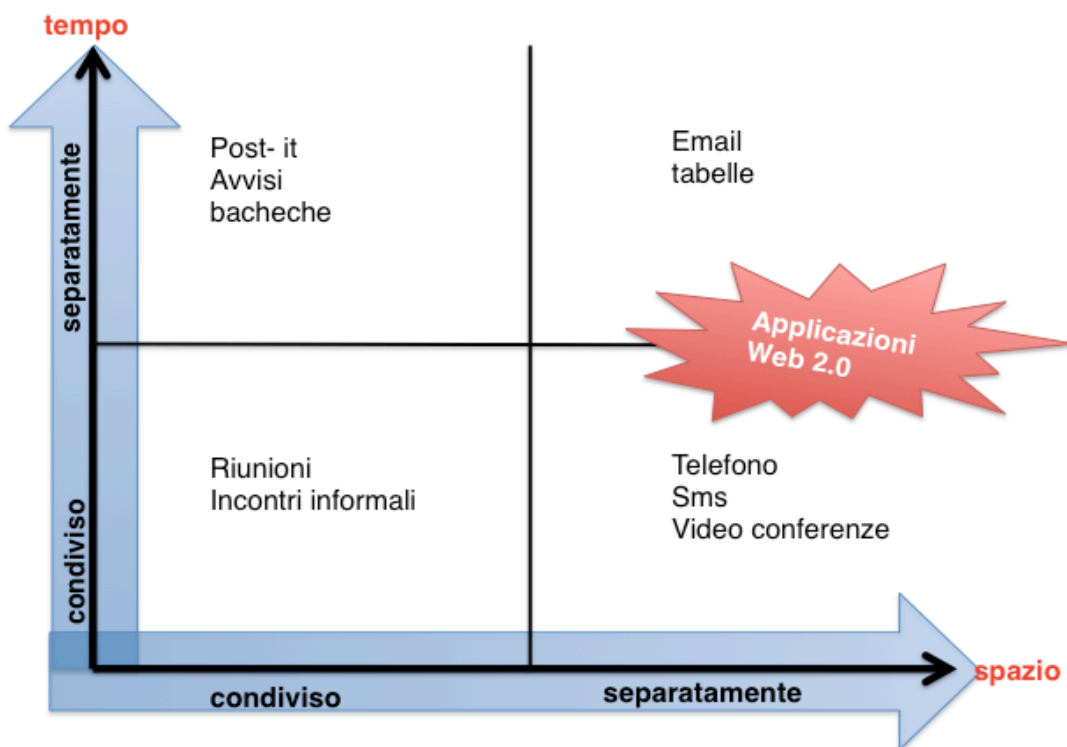 tempo
separatamente
Post- it
Avvisi
bacheche
Email
tabelle
Applicazioni
Web 2.0
condiviso
Riunioni
Incontri informali
Telefono
Sms
Video conferenze
spazio
condiviso
separatamente